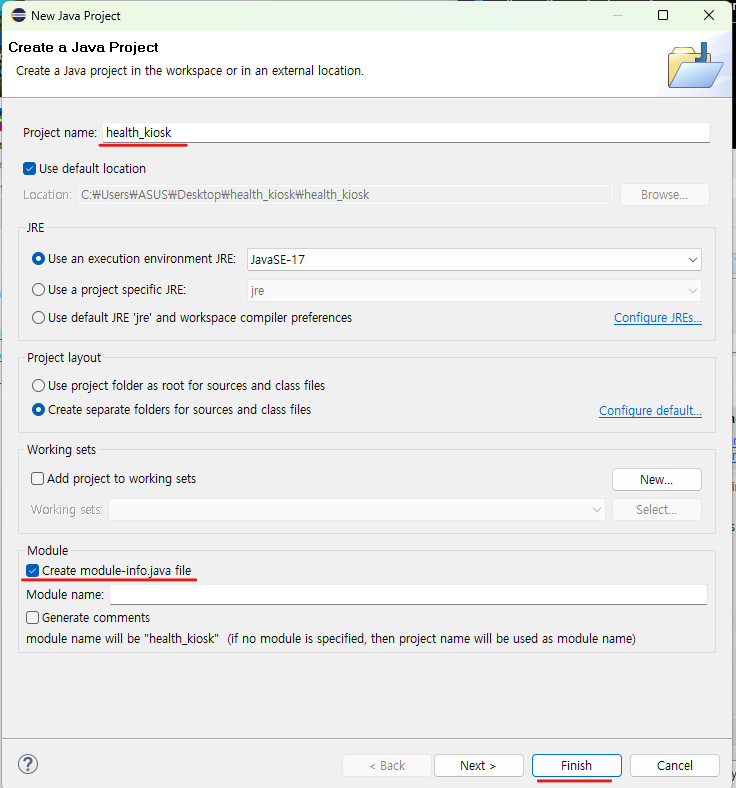 New Java Project
Create a Java Project
Create a Java project in the workspace or in an external location.
Project name: health_kiosk
Use default location
Location: C:₩Users₩ASUS₩Desktop₩health_kiosk₩health_kiosk Browse...
JRE
Use an execution environment JRE: JavaSE-17
Use a project specific JRE: jre
Use default JRE 'jre' and workspace compiler preferences Configure JREs...
Project layout
Use project folder as root for sources and class files
Create separate folders for sources and class files Configure default...
Working sets
Add project to working sets New...
Working sets: Select...
Module
Create module-info.java file
Module name:
Generate comments
module name will be "health_kiosk" (if no module is specified, then project name will be used as module name)
? < Back Next > Finish Cancel